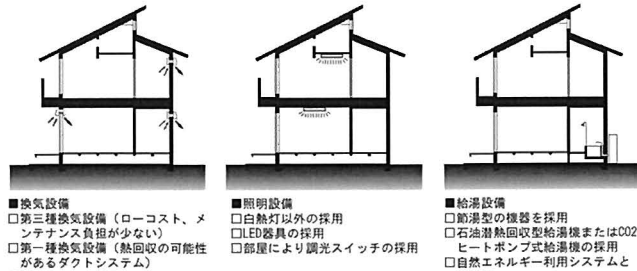 ■換気設備
□第三種換気設備（ローコスト、メ
ンテナンス負担が少ない）
□第一種換気設備（熱回収の可能性
があるダクトシステム）
■照明設備
□白熱灯以外の採用
□LED器具の採用
□部屋により調光スイッチの採用
■給湯設備
□節湯型の機器を採用
□石油潜熱回収型給湯機またはCO2
ヒートポンプ式給湯機の採用
□自然エネルギー利用システムと